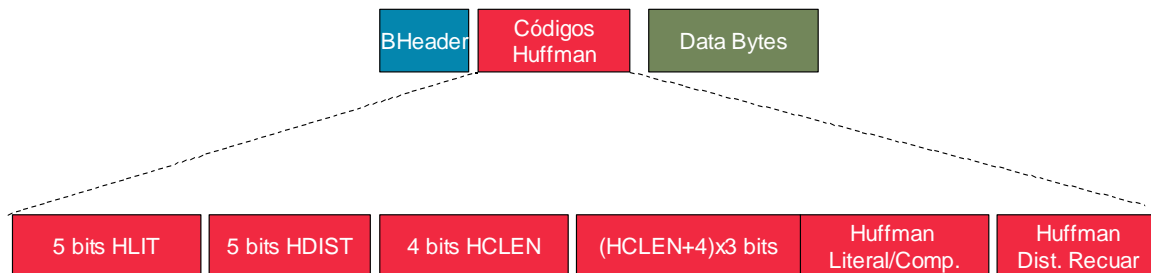 BHeader
Códigos
Huffman
Data Bytes
5 bits HLIT
5 bits HDIST
4 bits HCLEN
(HCLEN+4)x3 bits
Huffman
Literal/Comp.
Huffman
Dist. Recuar